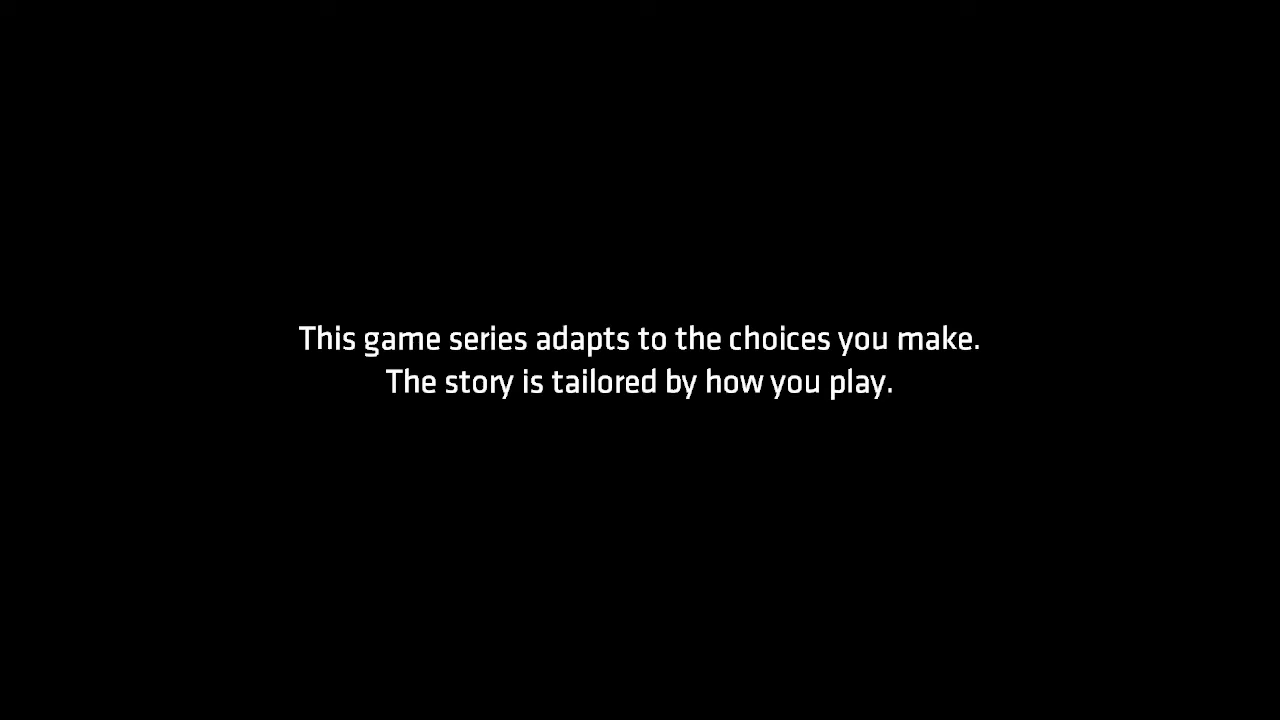 This game series adapts to the choices you make.
The story is tailored by how you play.